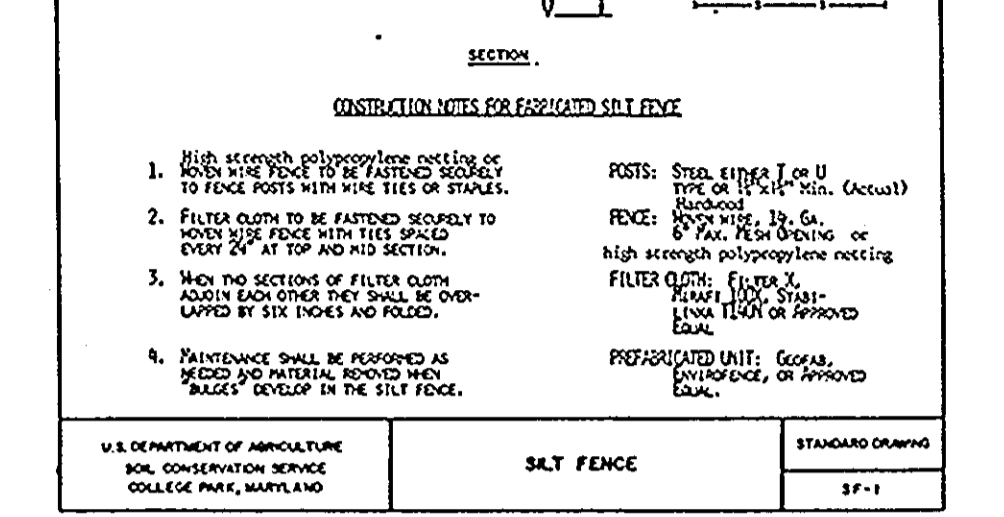 SECTION
CONSTRUCTION NOTES FOR FABRICATED SILT FENCE
1. High strength polypropylene netting or
WOVEN WIRE FENCE TO BE FASTENED SECURELY
TO FENCE POSTS WITH WIRE TIES OR STAPLES.
2. FILTER CLOTH TO BE FASTENED SECURELY TO
WOVEN WIRE FENCE WITH TIES SPACED
EVERY 24" AT TOP AND MID SECTION.
3. WHEN TWO SECTIONS OF FILTER CLOTH
ADJOIN EACH OTHER THEY SHALL BE OVER-
LAPPED BY SIX INCHES AND FOLDED.
4. MAINTENANCE SHALL BE PERFORMED AS
NEEDED AND MATERIAL REMOVED WHEN
"BULGES" DEVELOP IN THE SILT FENCE.
POSTS: STEEL EITHER T OR U
TYPE OR Min. (Actual)
Hardwood
FENCE: WOVEN WIRE, GA.
6" MAX. MESH OPENING or
high strength polypropylene netting
FILTER CLOTH: FILTER X,
MIRAFI 100X, STABI-
LINKA T140N OR APPROVED
EQUAL
PREFABRICATED UNIT: GEOFAB,
ENVIROFENCE, OR APPROVED
EQUAL.
U.S. DEPARTMENT OF AGRICULTURE
SOIL CONSERVATION SERVICE
COLLEGE PARK, MARYLAND
SILT FENCE
STANDARD DRAWING
SF-1